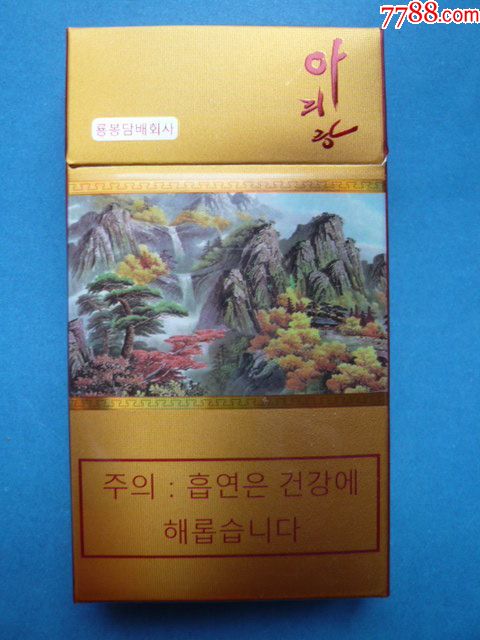 7788.com
아
리
랑
룡봉담배회사
주의 : 흡연은 건강에
해롭습니다